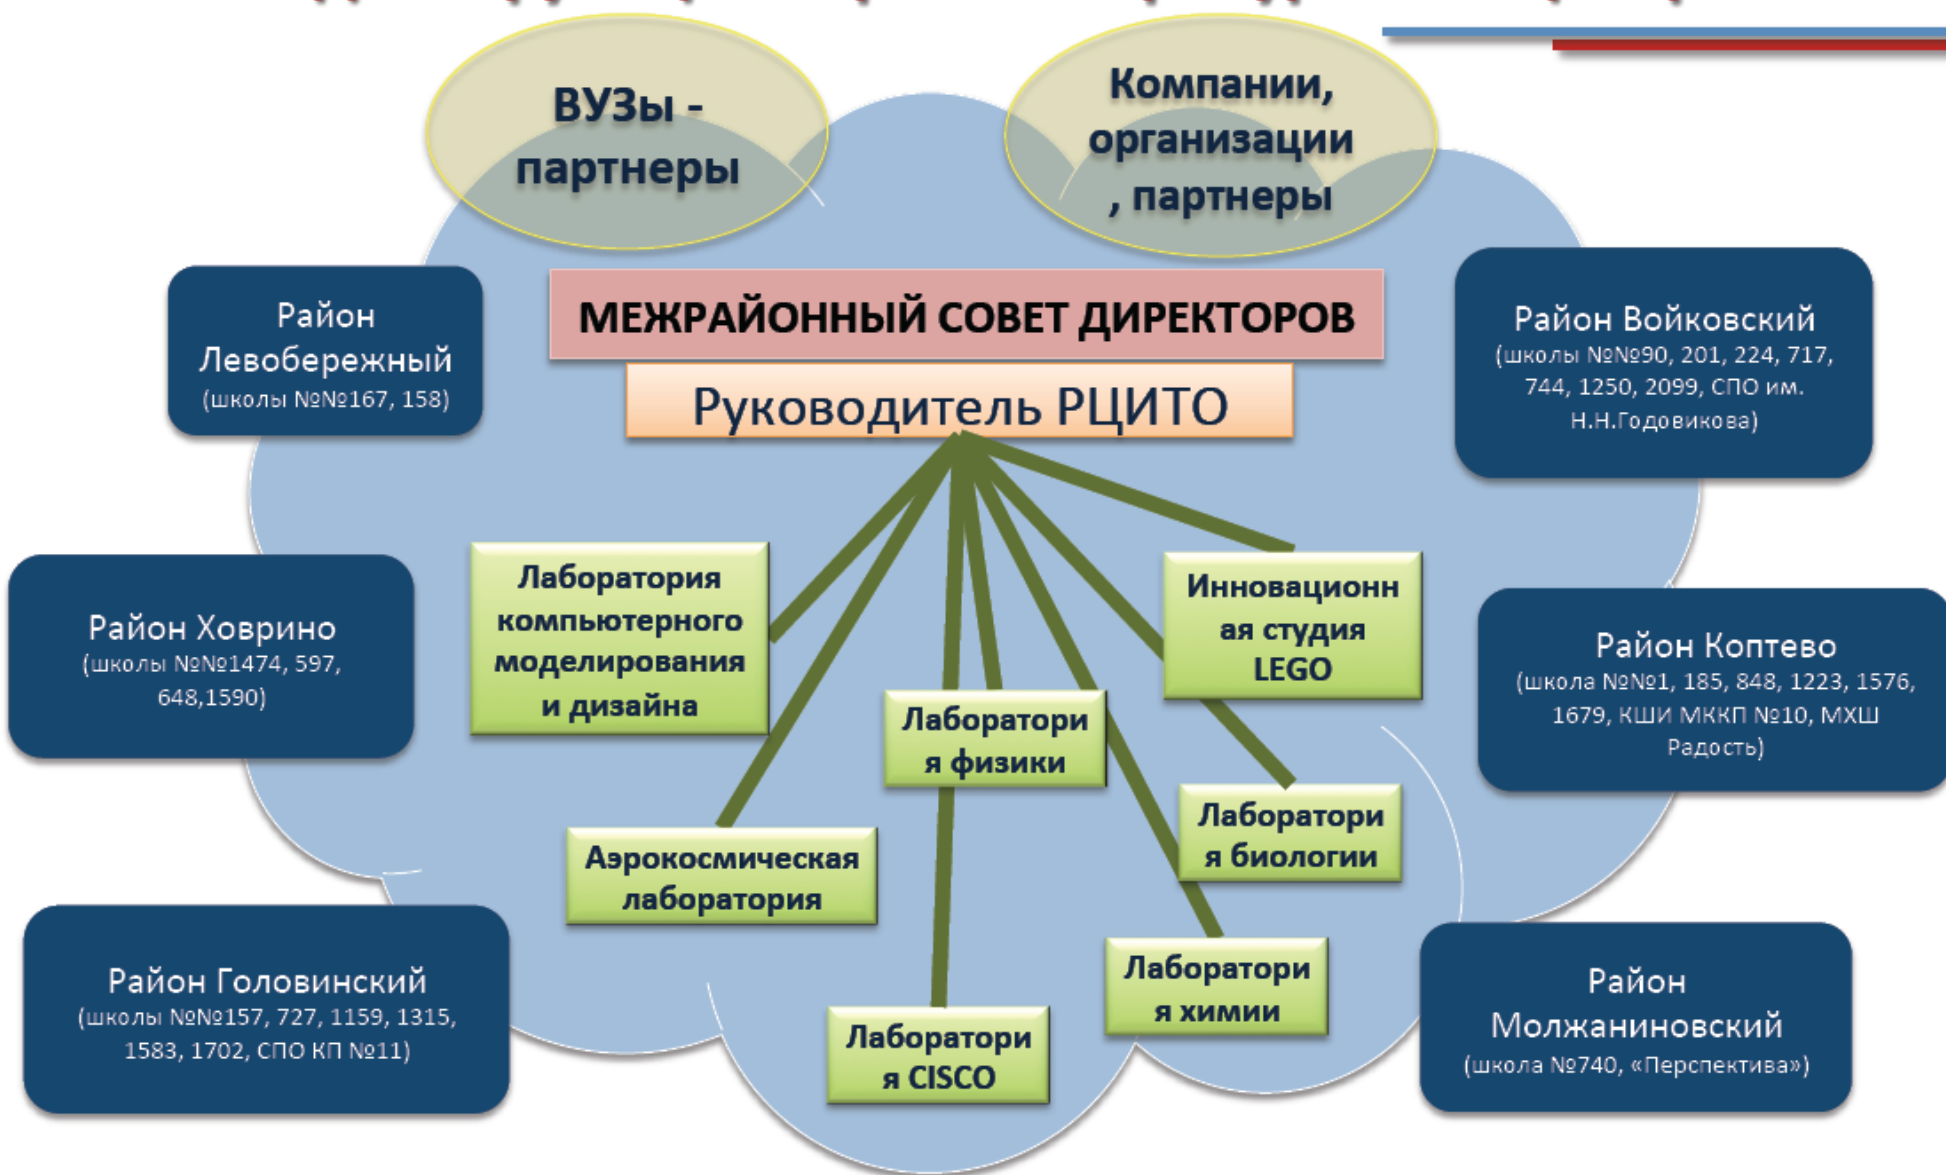 ВУЗы -
партнеры
Компании,
организации
, партнеры
МЕЖРАЙОННЫЙ СОВЕТ ДИРЕКТОРОВ
Руководитель РЦИТО
Район
Левобережный
(школы №№167, 158)
Район Войковский
(школы №№90, 201, 224, 717,
744, 1250, 2099, СПО им.
Н.Н.Годовикова)
Район Ховрино
(школы №№1474, 597,
648,1590)
Лаборатория
компьютерного
моделирования
и дизайна
Инновационн
ая студия
LEGO
Район Коптево
(школа №№1, 185, 848, 1223, 1576,
1679, КШИ МККП №10, МХШ
Радость)
Лаборатори
я физики
Лаборатори
я биологии
Аэрокосмическая
лаборатория
Район Головинский
(школы №№157, 727, 1159, 1315,
1583, 1702, СПО КП №11)
Лаборатори
я CISCO
Лаборатори
я химии
Район
Молжаниновский
(школа №740, «Перспектива»)